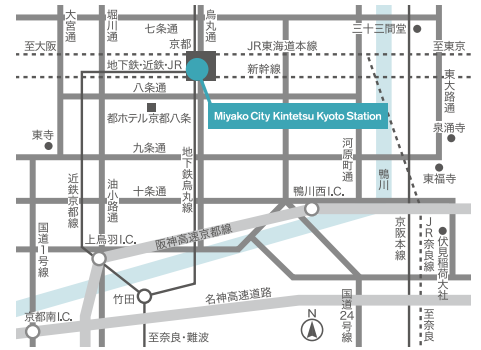 大宮通
堀川通
烏丸通
七条通
京都
三十三間堂
至大阪
JR東海道本線
至東京
地下鉄・近鉄・JR
新幹線
東大路通
八条通
Miyako City Kintetsu Kyoto Station
都ホテル京都八条
泉涌寺
東寺
九条通
地下鉄烏丸線
河原町通
鴨川
東福寺
近鉄京都線
油小路通
十条通
鴨川西I.C.
国道1号線
上鳥羽I.C.
阪神高速京都線
京阪本線
JR奈良線
伏見稲荷大社
竹田
名神高速道路
京都南I.C.
N
国道24号線
至奈良・難波
至奈良